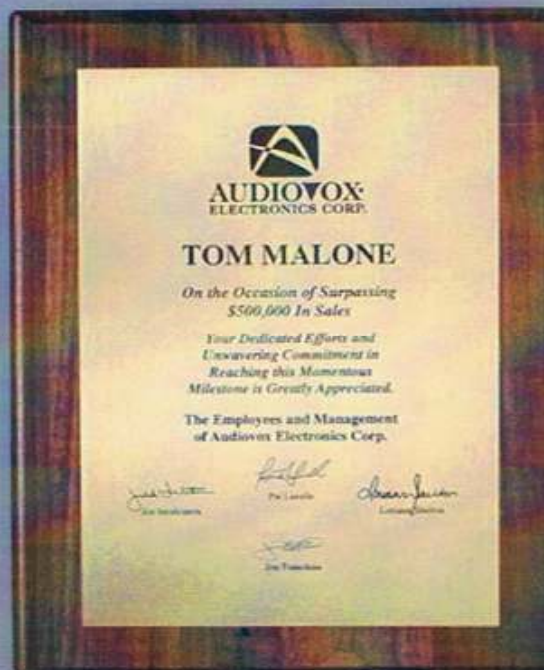 AUDIOVOX
ELECTRONICS CORP.
TOM MALONE
On the Occasion of Surpassing
$500,000 In Sales
Your Dedicated Efforts and
Unwavering Commitment in
Reaching this Momentous
Milestone is Greatly Appreciated.
The Employees and Management
of Audiovox Electronics Corp.